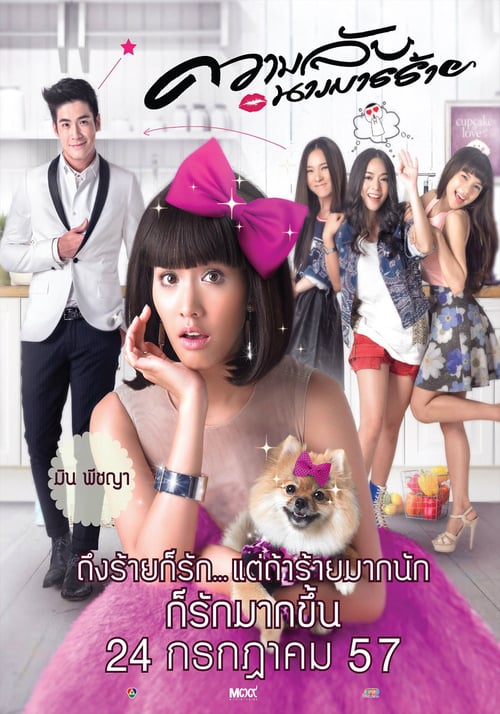 ความลับ
นางมารร้าย
cupcake
love
มิน พีชญา
ถึงร้ายก็รัก... แต่ถ้าร้ายมากนัก
ก็รักมากขึ้น
24 กรกฎาคม 57